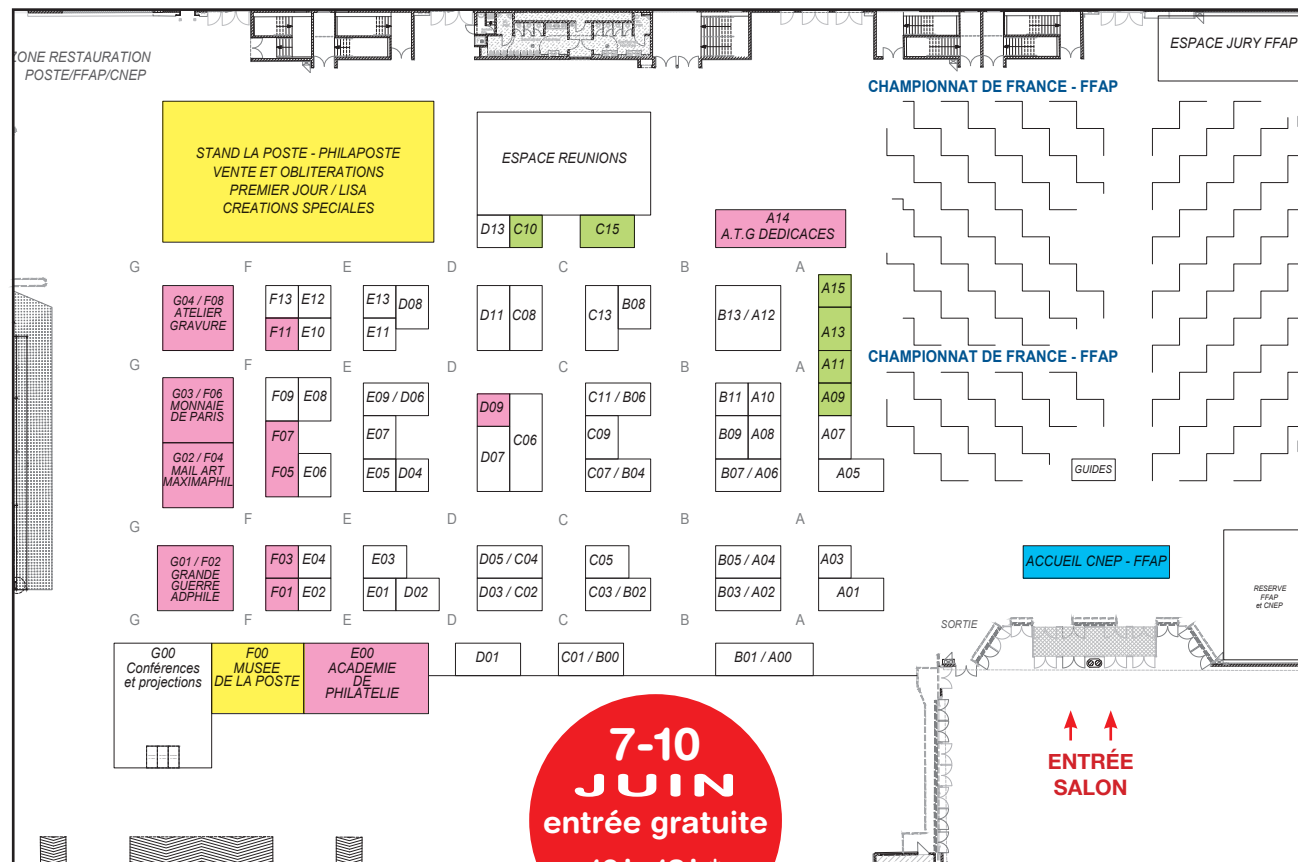 ZONE RESTAURATION
POSTE/FFAP/CNEP
ESPACE JURY FFAP
CHAMPIONNAT DE FRANCE - FFAP
STAND LA POSTE - PHILAPOSTE
VENTE ET OBLITERATIONS
PREMIER JOUR / LISA
CREATIONS SPECIALES
ESPACE REUNIONS
D13 C10 C15
A14
A.T.G DEDICACES
G F E D C B A
G04 / F08
ATELIER
GRAVURE
F13 E12
F11 E10
E13 D08
E11
D11 C08
C13 B08
B13 / A12
A15
A13
A11
A09
CHAMPIONNAT DE FRANCE - FFAP
G F E D C B A
G03 / F06
MONNAIE
DE PARIS
G02 / F04
MAIL ART
MAXIMAPHIL
F09 E08
F07
F05 E06
E09 / D06
E07
E05 D04
D09
D07 C06
C11 / B06
C09
C07 / B04
B11 A10
B09 A08
B07 / A06
A07
A05
GUIDES
G F E D C B A
G01 / F02
GRANDE
GUERRE
ADPHILE
F03 E04
F01 E02
E03
E01 D02
D05 / C04
D03 / C02
C05
C03 / B02
B05 / A04
B03 / A02
A03
A01
ACCUEIL CNEP - FFAP
RESERVE
FFAP
et CNEP
G F E D C B A
SORTIE
G00
Conférences
et projections
F00
MUSEE
DE LA POSTE
E00
ACADEMIE
DE
PHILATELIE
D01
C01 / B00
B01 / A00
7-10
JUIN
entrée gratuite
ENTRÉE
SALON